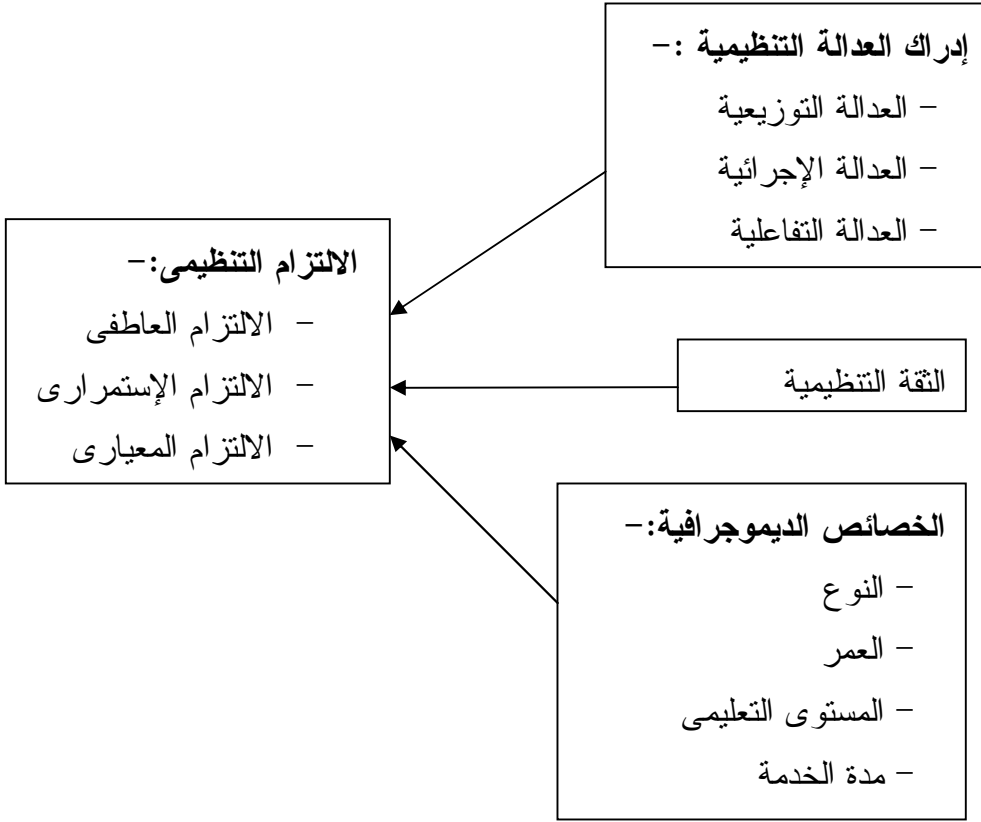 إدراك العدالة التنظيمية :-
- العدالة التوزيعية
- العدالة الإجرائية
- العدالة التفاعلية
الالتزام التنظيمى:-
- الالتزام العاطفى
- الالتزام الإستمرارى
- الالتزام المعيارى
الثقة التنظيمية
الخصائص الديموجرافية:-
- النوع
- العمر
- المستوى التعليمى
- مدة الخدمة